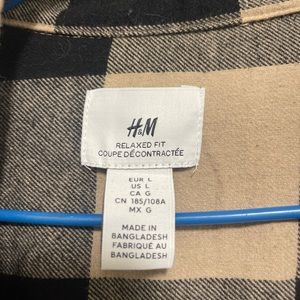 H&M
RELAXED FIT
COUPE DÉCONTRACTÉE
EUR L
US L
CA G
CN 185/108A
MX G
MADE IN
BANGLADESH
FABRIQUÉ AU
BANGLADESH